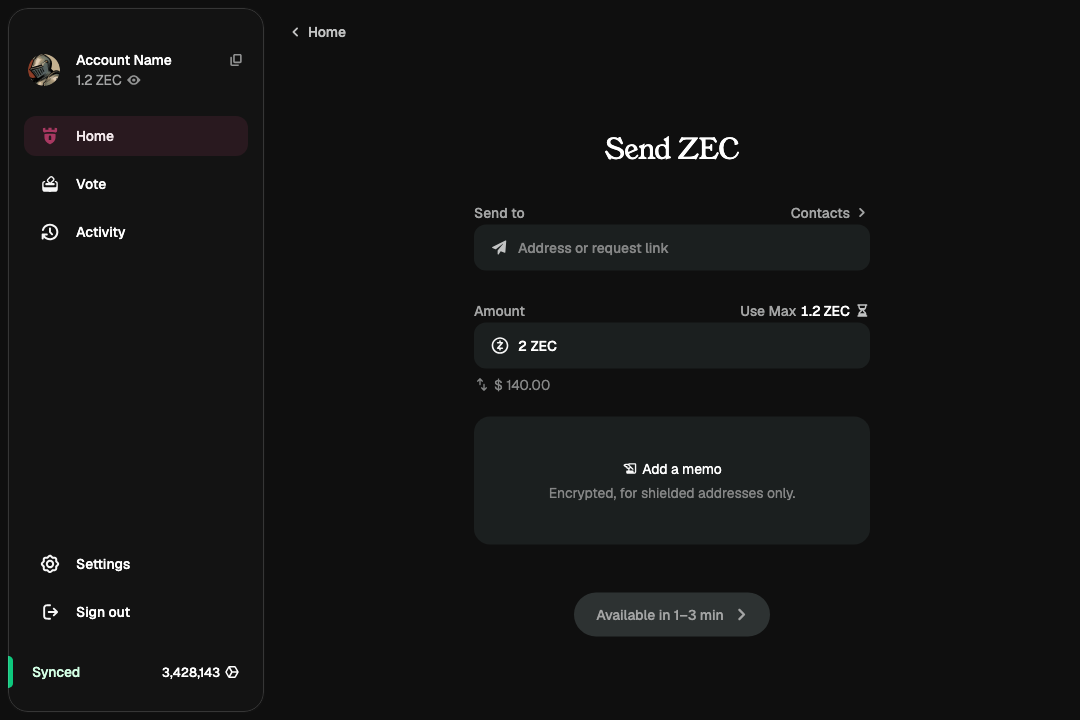 Account Name
1.2 ZEC
Home
Vote
Activity
Settings
Sign out
Synced
3,428,143
Home
Send ZEC
Send to
Contacts
Address or request link
Amount
Use Max 1.2 ZEC
2 ZEC
$ 140.00
Add a memo
Encrypted, for shielded addresses only.
Available in 1–3 min